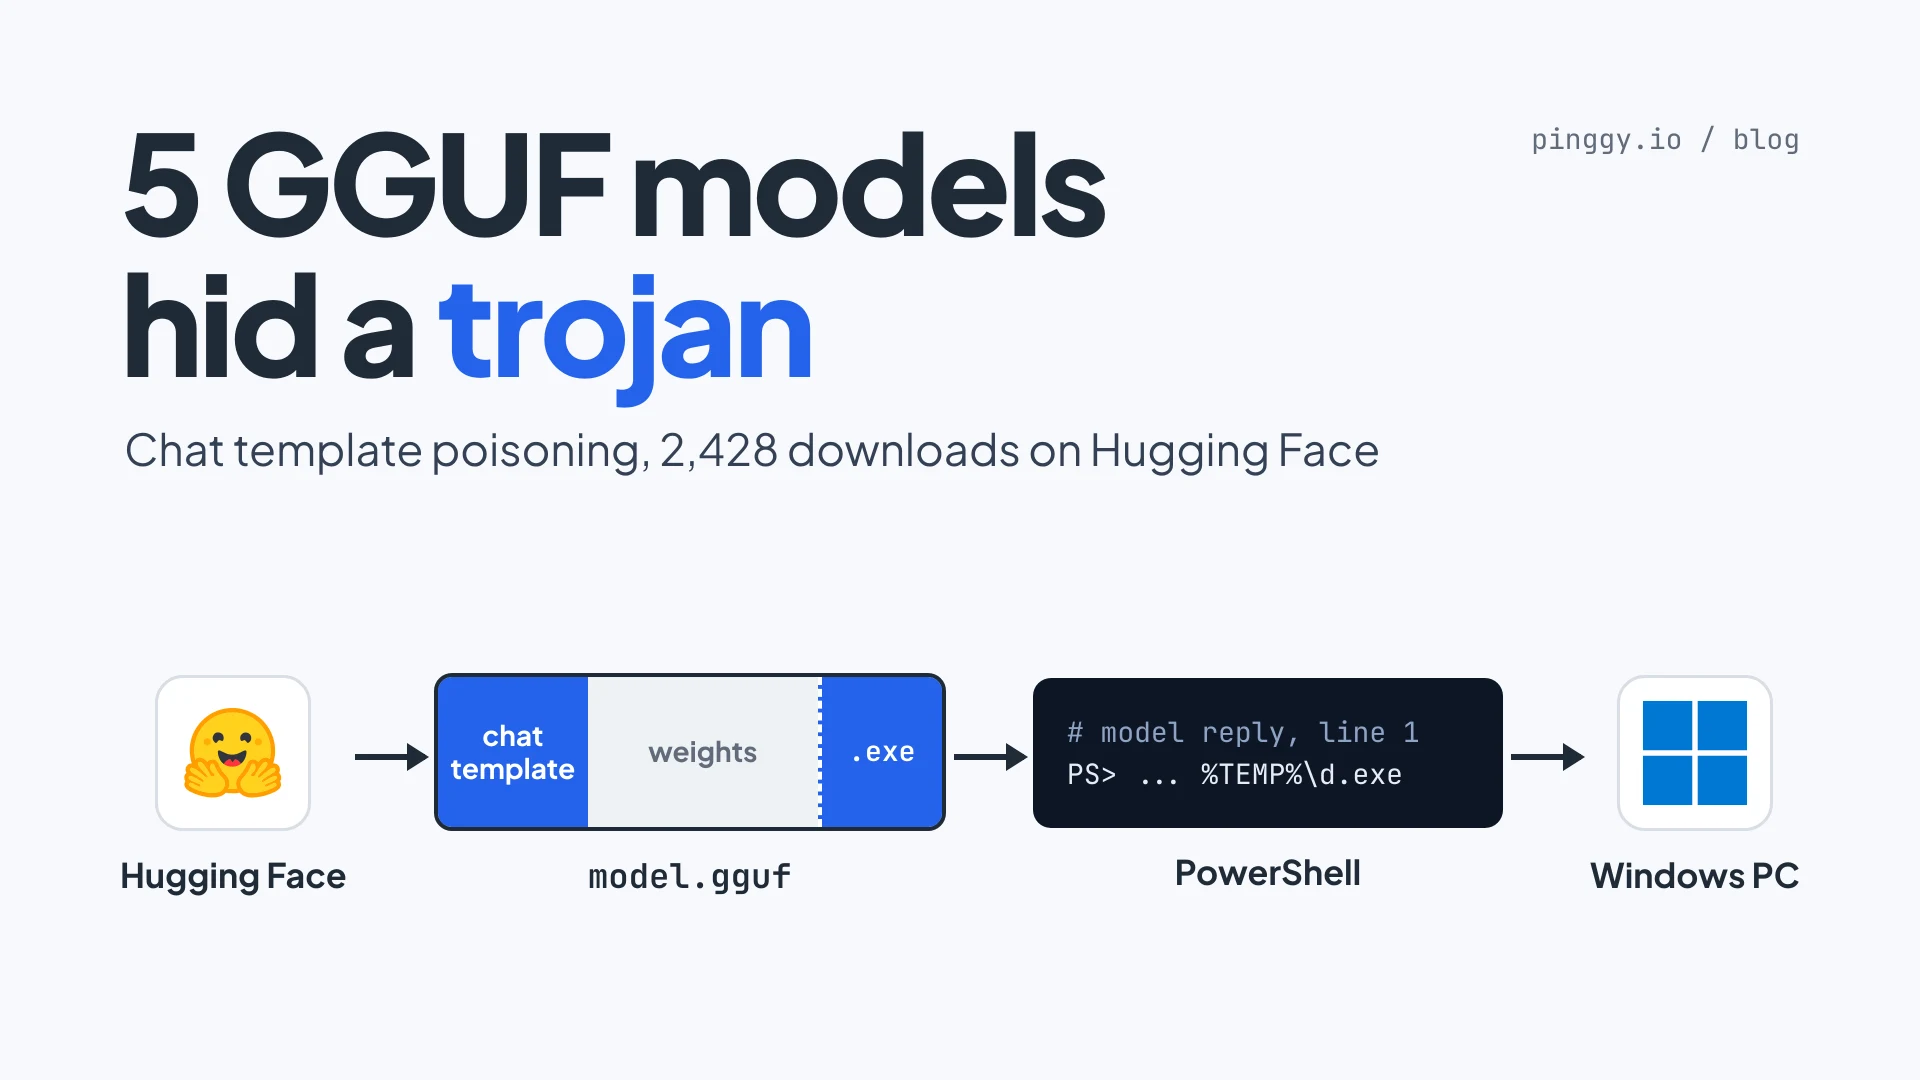 5 GGUF models
hid a trojan
pinggy.io / blog
Chat template poisoning, 2,428 downloads on Hugging Face
chat
template
weights
.exe
# model reply, line 1
PS> ... %TEMP%\d.exe
Hugging Face
model.gguf
PowerShell
Windows PC